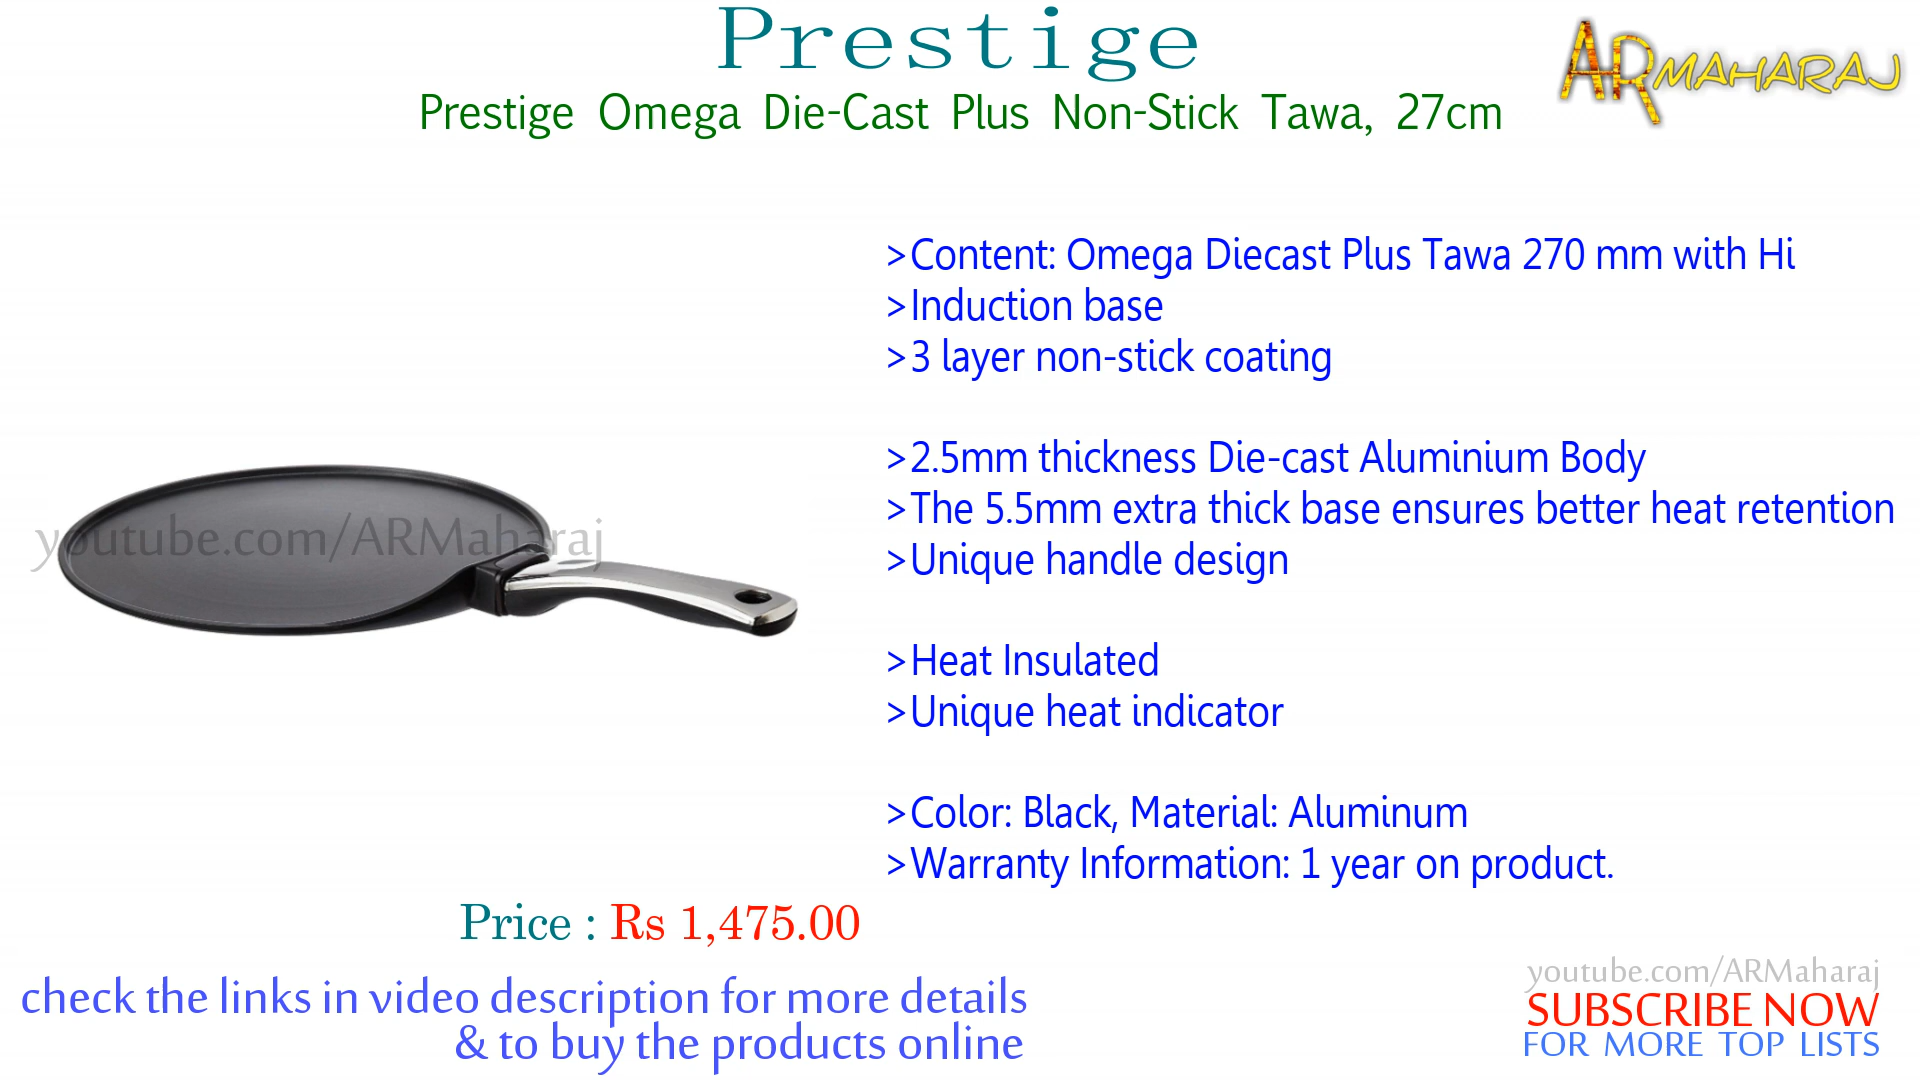 Prestige
ARMAHARAJ
Prestige Omega Die-Cast Plus Non-Stick Tawa, 27cm
>Content: Omega Diecast Plus Tawa 270 mm with Hi
>Induction base
>3 layer non-stick coating
>2.5mm thickness Die-cast Aluminium Body
>The 5.5mm extra thick base ensures better heat retention
>Unique handle design
youtube.com/ARMaharaj
>Heat Insulated
>Unique heat indicator
>Color: Black, Material: Aluminum
>Warranty Information: 1 year on product.
Price : Rs 1,475.00
check the links in video description for more details
& to buy the products online
youtube.com/ARMaharaj
SUBSCRIBE NOW
FOR MORE TOP LISTS